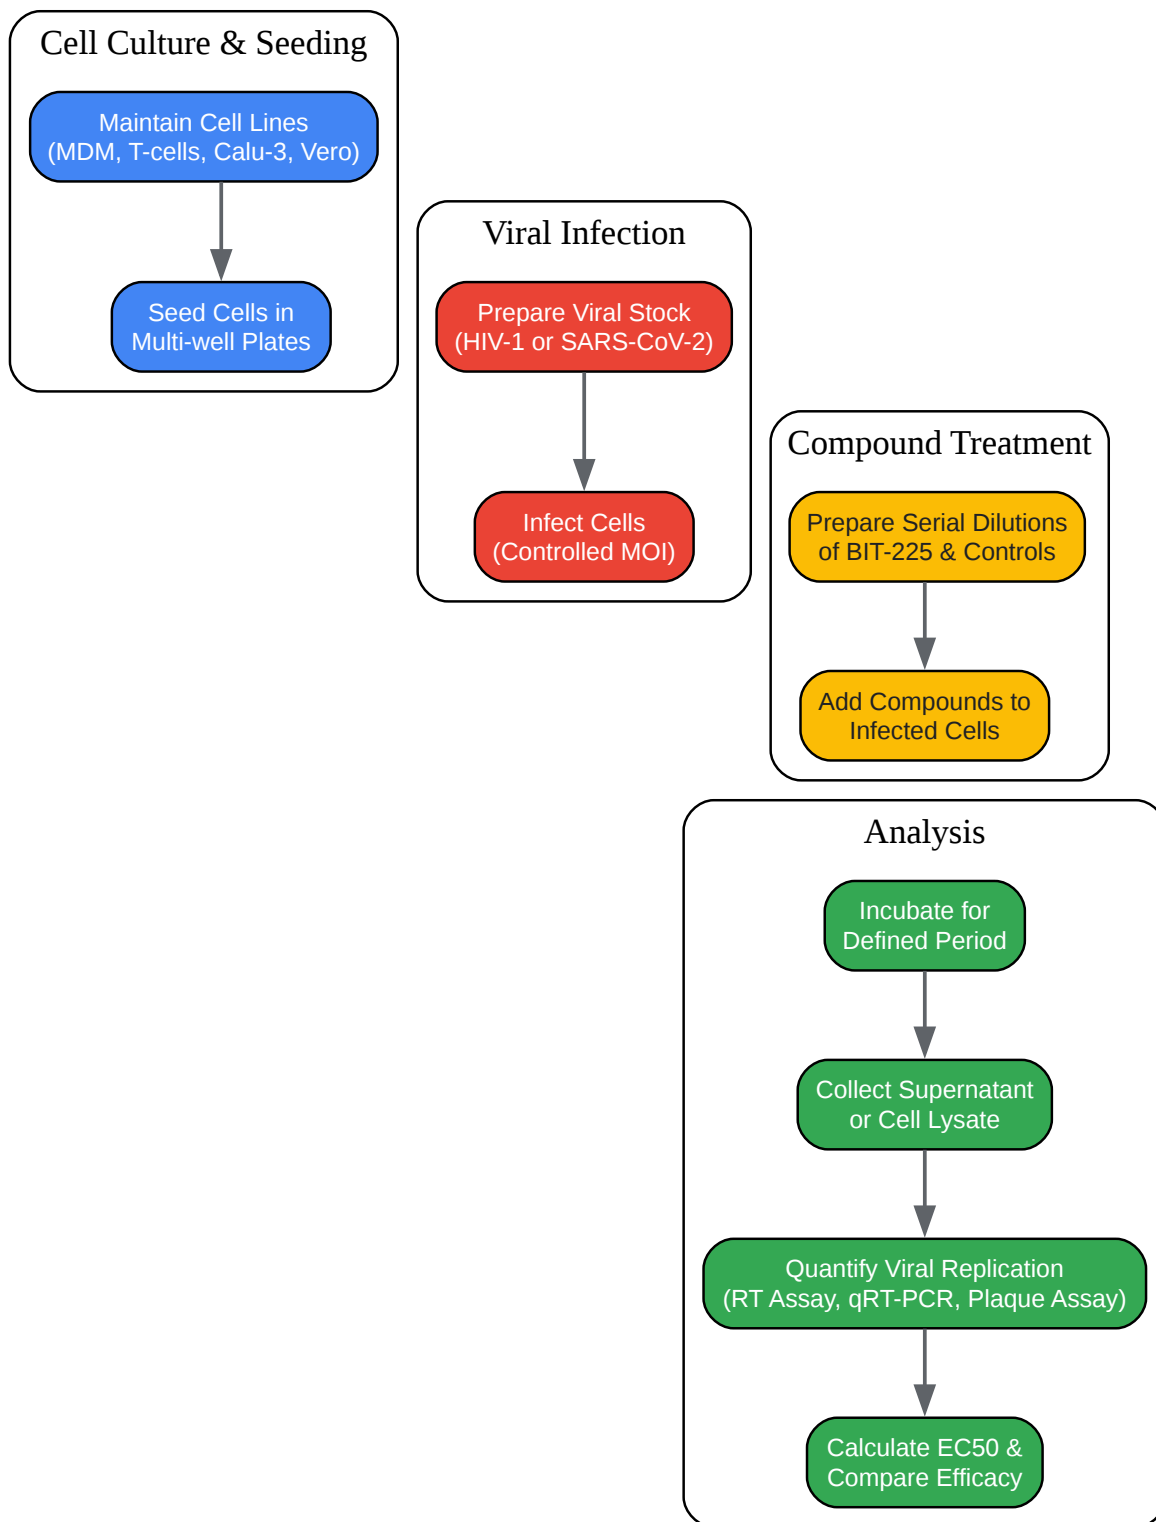 Cell Culture & Seeding
Maintain Cell Lines
(MDM, T-cells, Calu-3, Vero)
Seed Cells in
Multi-well Plates
Viral Infection
Prepare Viral Stock
(HIV-1 or SARS-CoV-2)
Infect Cells
(Controlled MOI)
Compound Treatment
Prepare Serial Dilutions
of BIT-225 & Controls
Add Compounds to
Infected Cells
Analysis
Incubate for
Defined Period
Collect Supernatant
or Cell Lysate
Quantify Viral Replication
(RT Assay, qRT-PCR, Plaque Assay)
Calculate EC50 &
Compare Efficacy